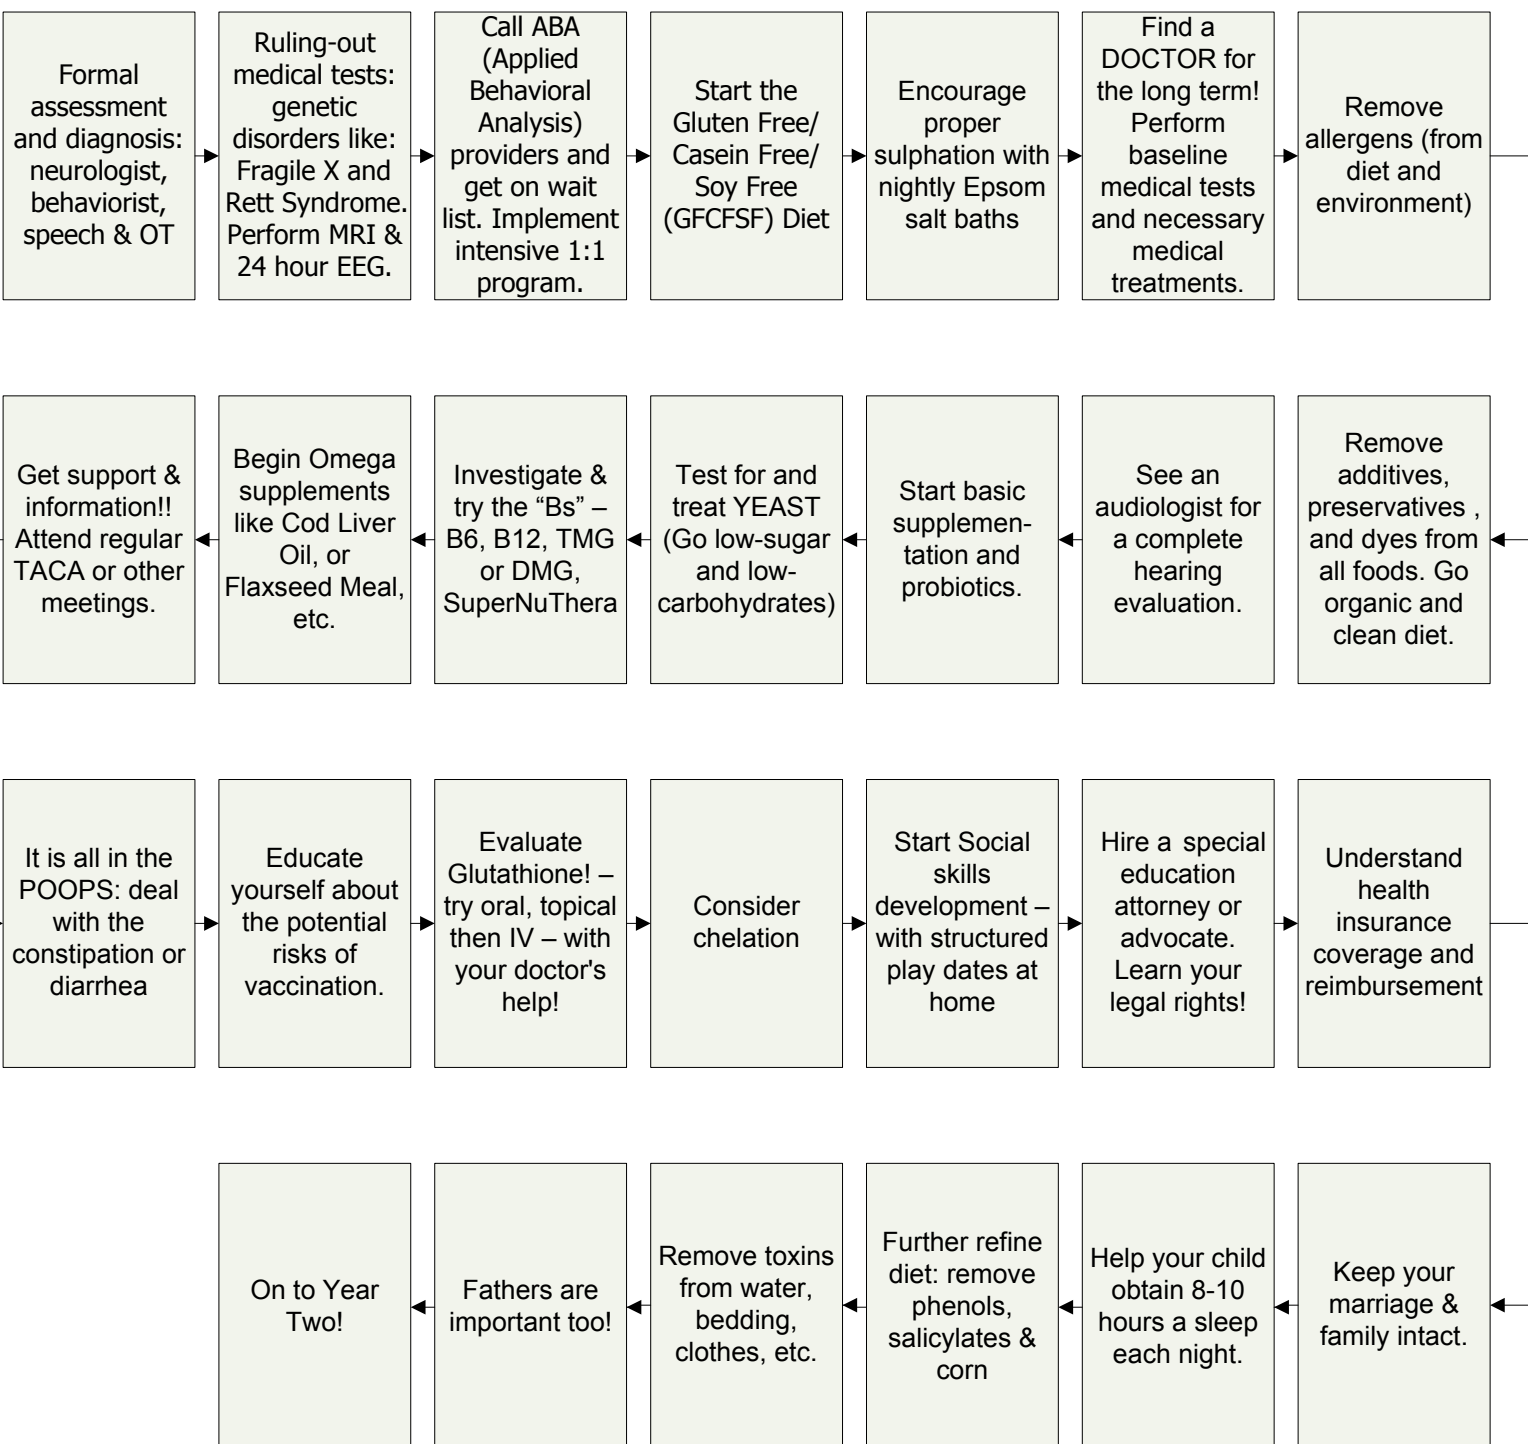 Formal
assessment
and diagnosis:
neurologist,
behaviorist,
speech & OT
Ruling-out
medical tests:
genetic
disorders like:
Fragile X and
Rett Syndrome.
Perform MRI &
24 hour EEG.
Call ABA
(Applied
Behavioral
Analysis)
providers and
get on wait
list. Implement
intensive 1:1
program.
Start the
Gluten Free/
Casein Free/
Soy Free
(GFCFSF) Diet
Encourage
proper
sulphation with
nightly Epsom
salt baths
Find a
DOCTOR for
the long term!
Perform
baseline
medical tests
and necessary
medical
treatments.
Remove
allergens (from
diet and
environment)
Remove
additives,
preservatives ,
and dyes from
all foods. Go
organic and
clean diet.
See an
audiologist for
a complete
hearing
evaluation.
Start basic
supplemen-
tation and
probiotics.
Test for and
treat YEAST
(Go low-sugar
and low-
carbohydrates)
Investigate &
try the “Bs” –
B6, B12, TMG
or DMG,
SuperNuThera
Begin Omega
supplements
like Cod Liver
Oil, or
Flaxseed Meal,
etc.
Get support &
information!!
Attend regular
TACA or other
meetings.
It is all in the
POOPS: deal
with the
constipation or
diarrhea
Educate
yourself about
the potential
risks of
vaccination.
Evaluate
Glutathione! –
try oral, topical
then IV – with
your doctor's
help!
Consider
chelation
Start Social
skills
development –
with structured
play dates at
home
Hire a special
education
attorney or
advocate.
Learn your
legal rights!
Understand
health
insurance
coverage and
reimbursement
Keep your
marriage &
family intact.
Help your child
obtain 8-10
hours a sleep
each night.
Further refine
diet: remove
phenols,
salicylates &
corn
Remove toxins
from water,
bedding,
clothes, etc.
Fathers are
important too!
On to Year
Two!